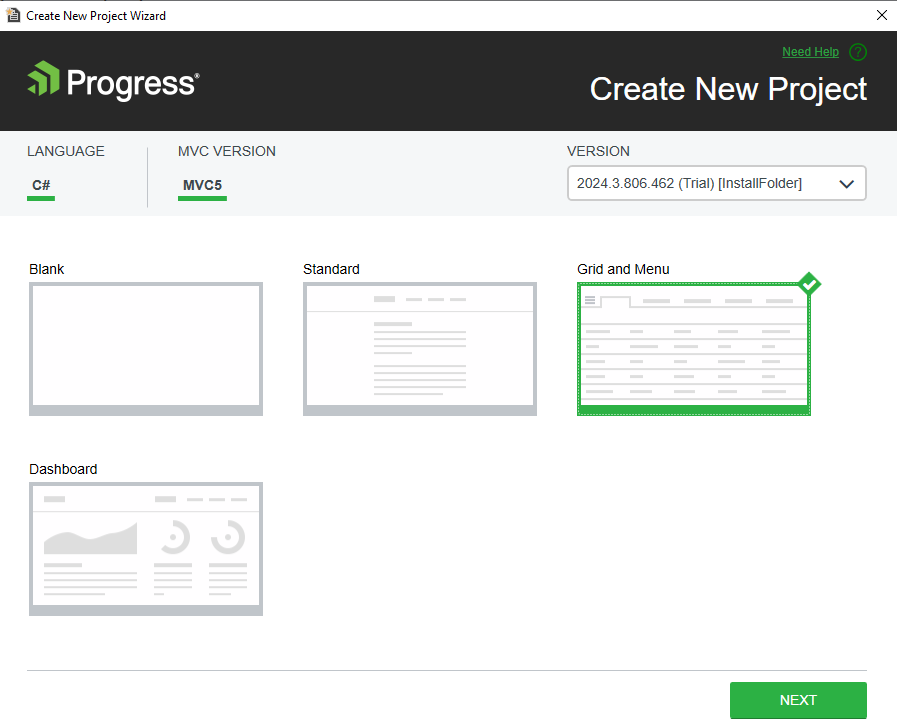 Create New Project Wizard
Need Help ?
Progress®
Create New Project
LANGUAGE
MVC VERSION
VERSION
C#
MVC5
2024.3.806.462 (Trial) [InstallFolder]
Blank
Standard
Grid and Menu
Dashboard
NEXT